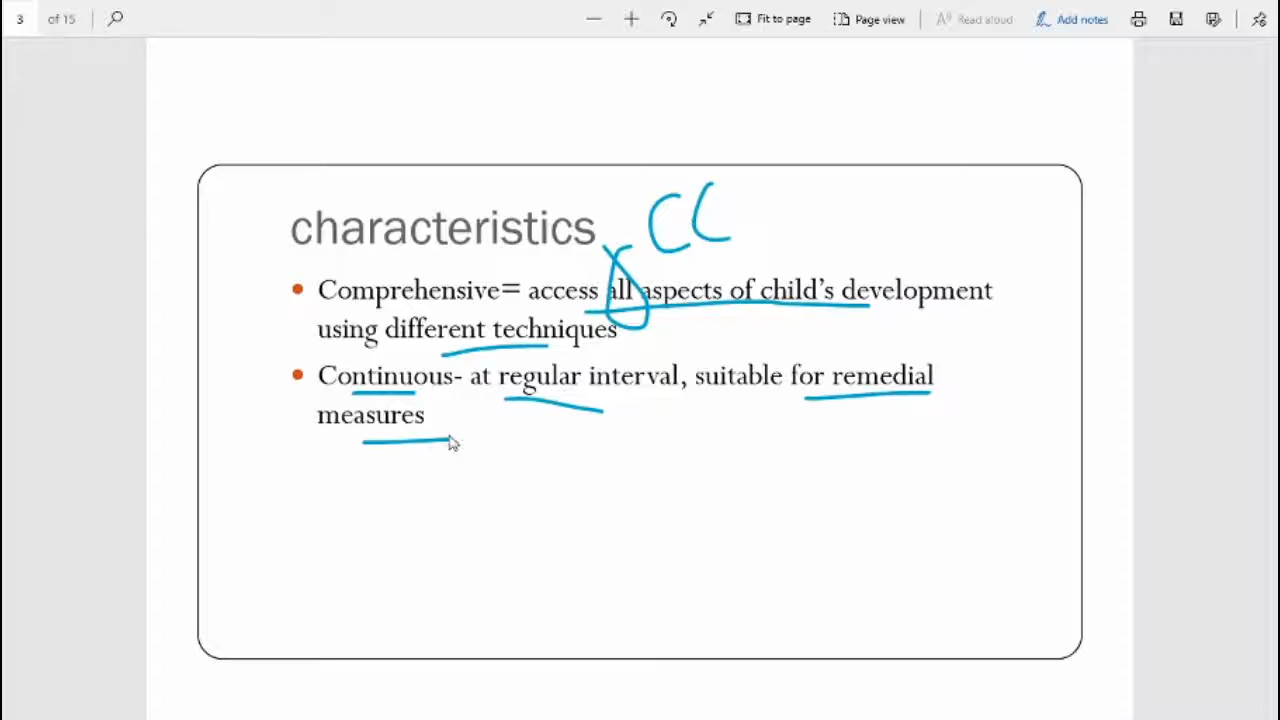 3 of 15 Fit to page Page view Read aloud Add notes
characteristics
CC
Comprehensive= access all aspects of child's development
using different techniques
Continuous- at regular interval, suitable for remedial
measures